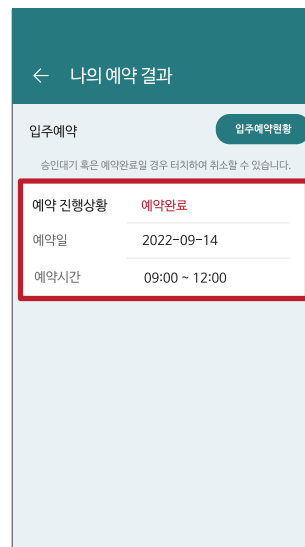 ← 나의 예약 결과
입주예약
입주예약현황
승인대기 혹은 예약완료일 경우 터치하여 취소할 수 있습니다.
예약 진행상황 예약완료
예약일 2022-09-14
예약시간 09:00 ~ 12:00